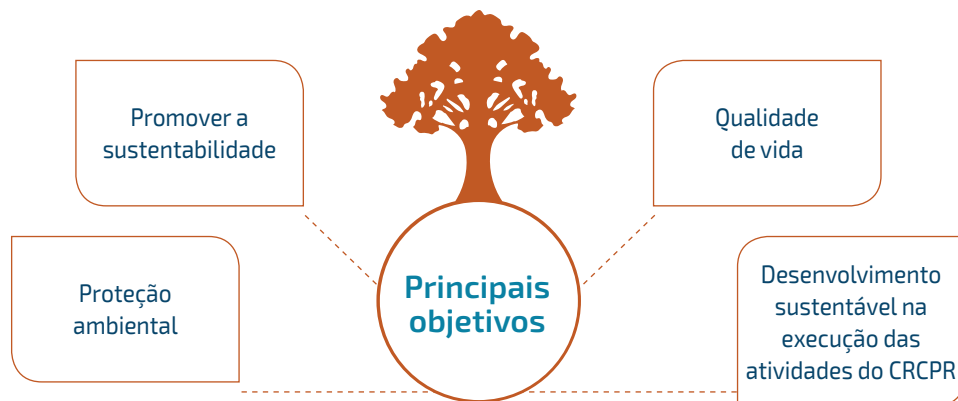 Promover a
sustentabilidade
Qualidade
de vida
Proteção
ambiental
Principais
objetivos
Desenvolvimento
sustentável na
execução das
atividades do CRCPR